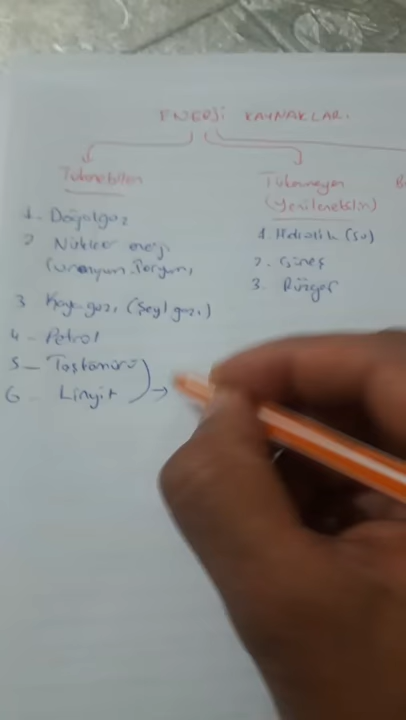 ENERJİ KAYNAKLARI
Tükenebilen
1- Doğalgaz
2 Nükleer enerji
(uranyum, Toryum)
3 Kaya gazı (Şeyl gazı)
4- Petrol
5- Taşkömürü
6- Linyit
Tükenmeyen
(Yenilenebilir)
1. Hidrolik (su)
2. Güneş
3. Rüzgar
B